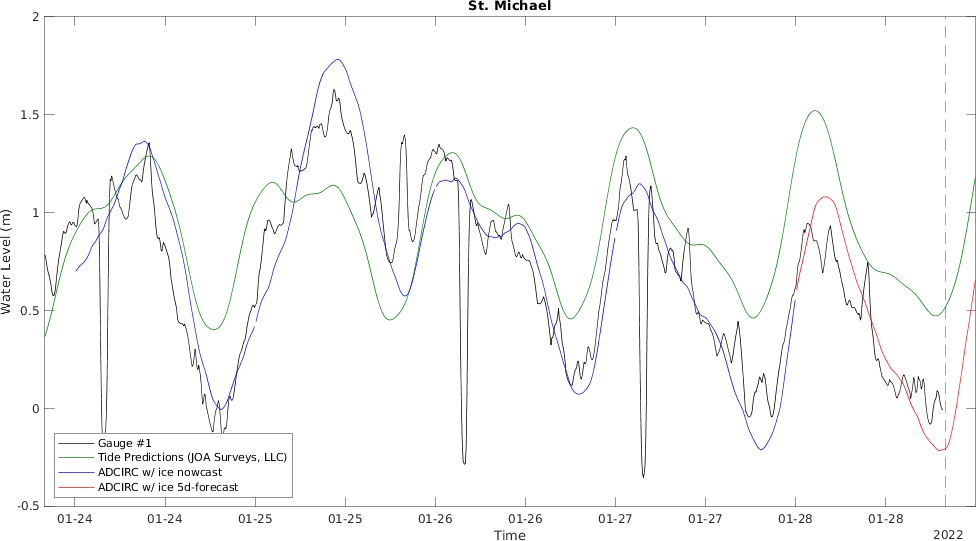 St. Michael
2
1.5
1
0.5
0
-0.5
Water Level (m)
Gauge #1
Tide Predictions (JOA Surveys, LLC)
ADCIRC w/ ice nowcast
ADCIRC w/ ice 5d-forecast
01-24 01-24 01-25 01-25 01-26 01-26 01-27 01-27 01-28 01-28
Time
2022